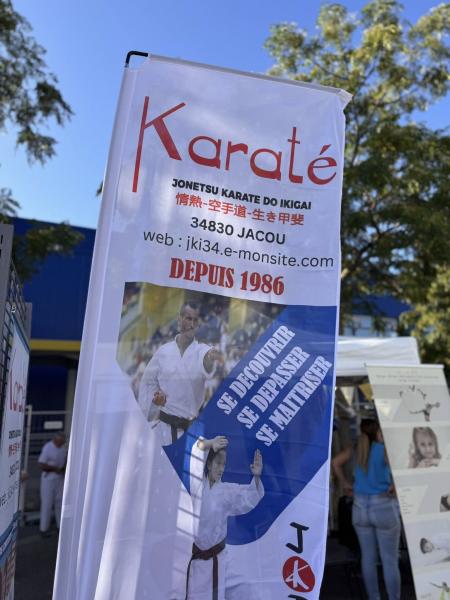 Karaté
JONETSU KARATE DO IKIGAI
情熱-空手道-生き甲斐
34830 JACOU
web : jki34.e-monsite.com
DEPUIS 1986
SE DECOUVRIR
SE DEPASSER
SE MAITRISER
J
K